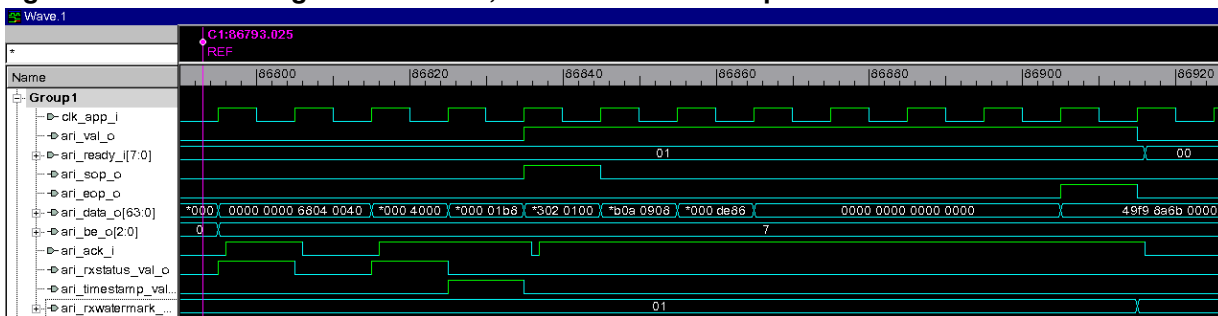 Wave.1
C1:86793.025
*
REF
Name
86800 86820 86840 86860 86880 86900 86920
Group1
clk_app_i
ari_val_o
ari_ready_i[7:0] 01 00
ari_sop_o
ari_eop_o
ari_data_o[63:0] *000 0000 0000 6804 0040 *000 4000 *000 01b8 *302 0100 *b0a 0908 *000 de86 0000 0000 0000 0000 49f9 8a6b 0000
ari_be_o[2:0] 0 7
ari_ack_i
ari_rxstatus_val_o
ari_timestamp_val...
ari_rxwatermark_... 01